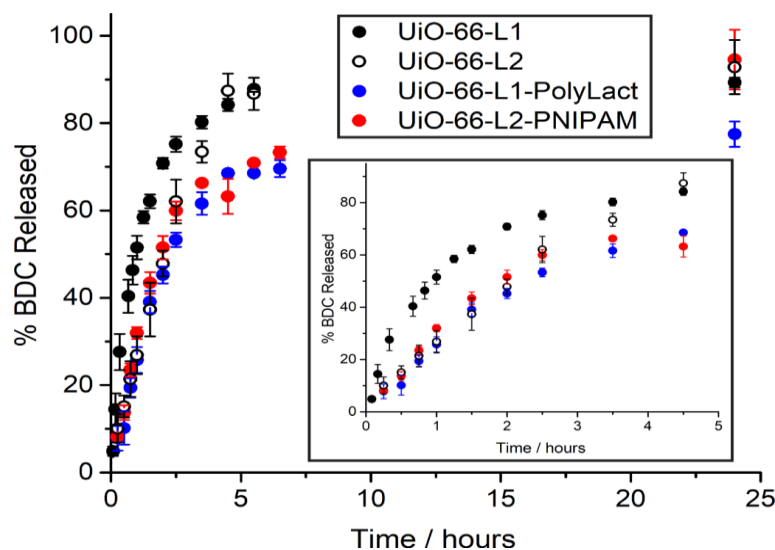 % BDC Released
100
80
60
40
20
0
UiO-66-L1
UiO-66-L2
UiO-66-L1-PolyLact
UiO-66-L2-PNIPAM
% BDC Released
80
60
40
20
0
0 1 2 3 4 5
Time / hours
0 5 10 15 20 25
Time / hours